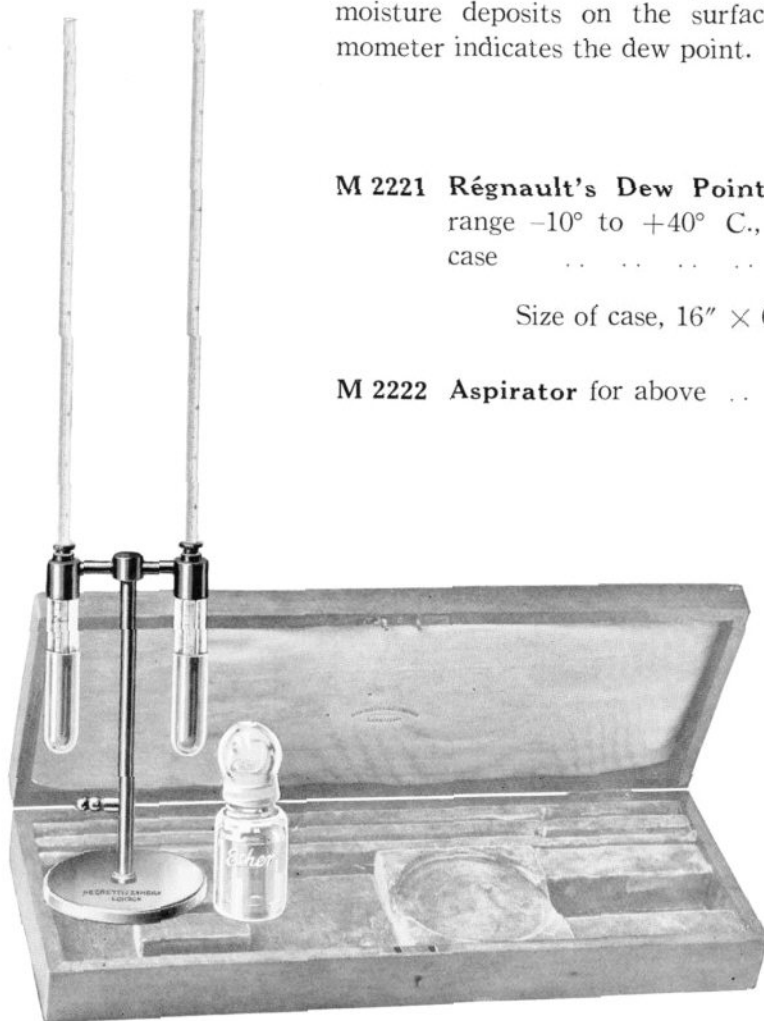 moisture deposits on the surfac
mometer indicates the dew point.
M 2221 Régnault's Dew Point
range –10° to +40° C.,
case .. .. .. ..
Size of case, 16″ ×
M 2222 Aspirator for above ..
Ether
NEGRETTI & ZAMBRA
LONDON